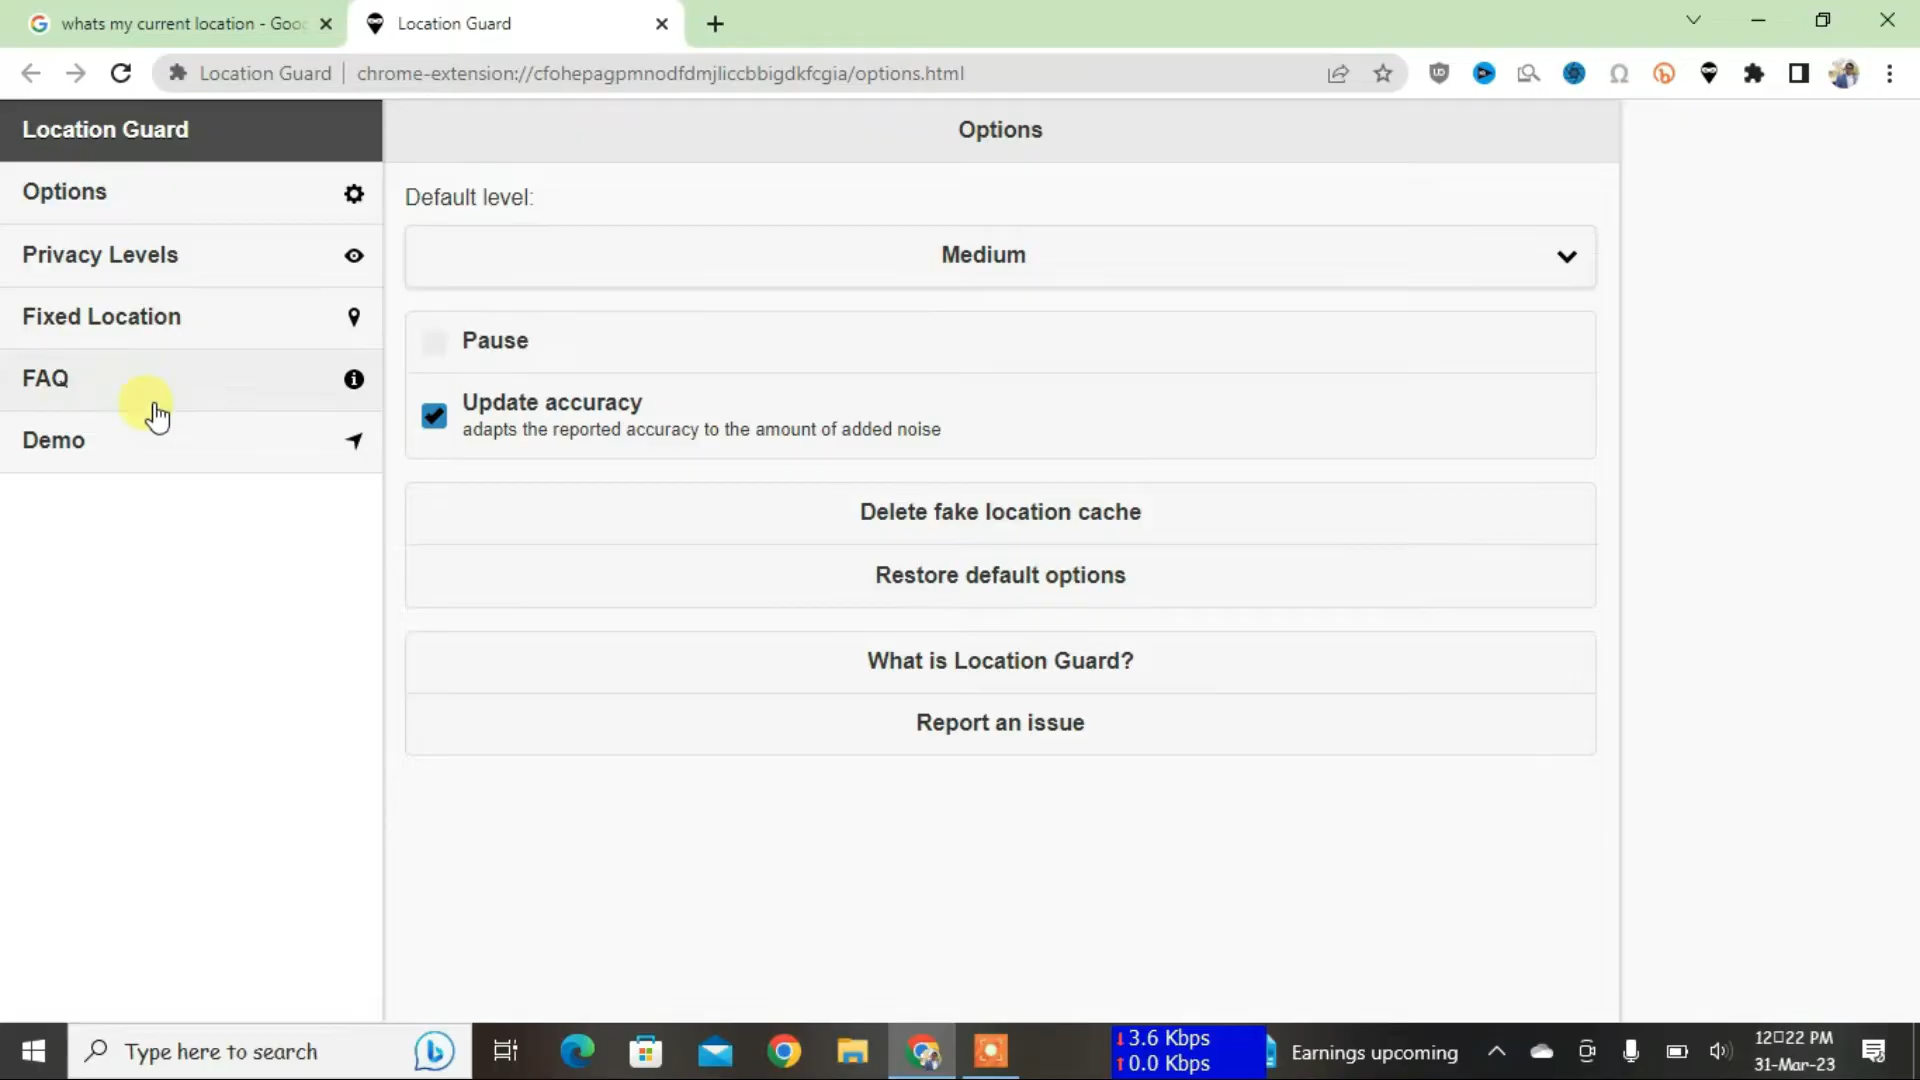 whats my current location - Goo
Location Guard
Location Guard
chrome-extension://cfohepagpmnodfdmjliccbbigdkfcgia/options.html
Location Guard
Options
Options
Privacy Levels
Fixed Location
FAQ
Demo
Default level:
Medium
Pause
Update accuracy
adapts the reported accuracy to the amount of added noise
Delete fake location cache
Restore default options
What is Location Guard?
Report an issue
Type here to search
↓ 3.6 Kbps
↑ 0.0 Kbps
Earnings upcoming
12□22 PM
31-Mar-23